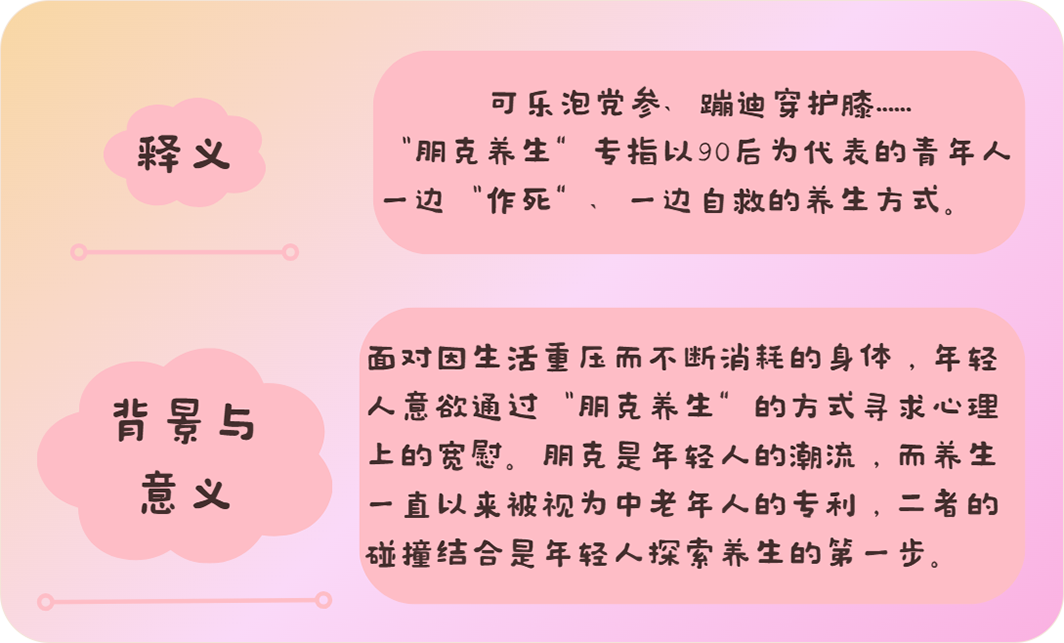 释义
可乐泡党参、蹦迪穿护膝……
“朋克养生“专指以90后为代表的青年人
一边“作死“、一边自救的养生方式。
背景与
意义
面对因生活重压而不断消耗的身体，年轻
人意欲通过“朋克养生“的方式寻求心理
上的宽慰。朋克是年轻人的潮流，而养生
一直以来被视为中老年人的专利，二者的
碰撞结合是年轻人探索养生的第一步。